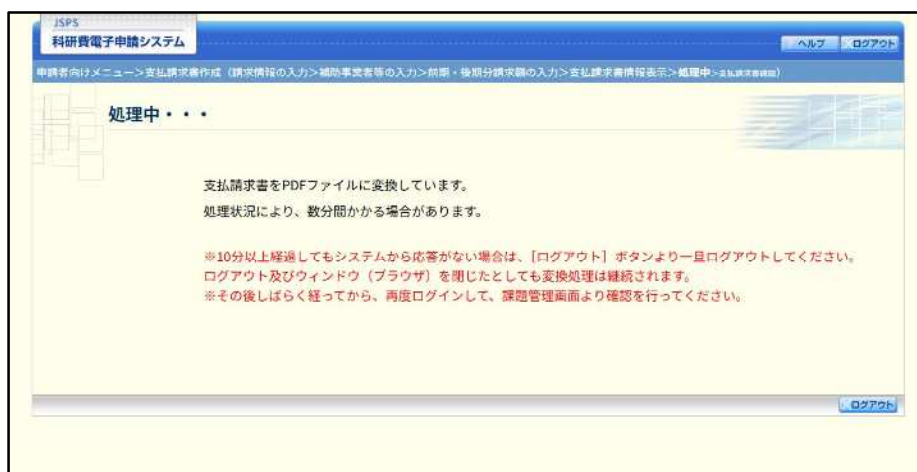 JSPS
科研費電子申請システム
ヘルプ
ログアウト
申請者向けメニュー>支払請求書作成（請求情報の入力>補助事業者等の入力>前期・後期分請求額の入力>支払請求書情報表示>処理中>支払請求書確認）
処理中・・・
支払請求書をPDFファイルに変換しています。
処理状況により、数分間かかる場合があります。
※10分以上経過してもシステムから応答がない場合は、［ログアウト］ボタンより一旦ログアウトしてください。
ログアウト及びウィンドウ（ブラウザ）を閉じたとしても変換処理は継続されます。
※その後しばらく経ってから、再度ログインして、課題管理画面より確認を行ってください。
ログアウト